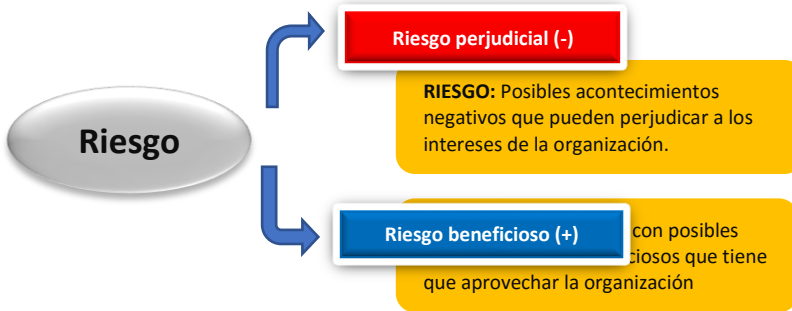 Riesgo perjudicial (-)
RIESGO: Posibles acontecimientos
negativos que pueden perjudicar a los
intereses de la organización.
Riesgo
Riesgo beneficioso (+)
con posibles
que tiene
que aprovechar la organización